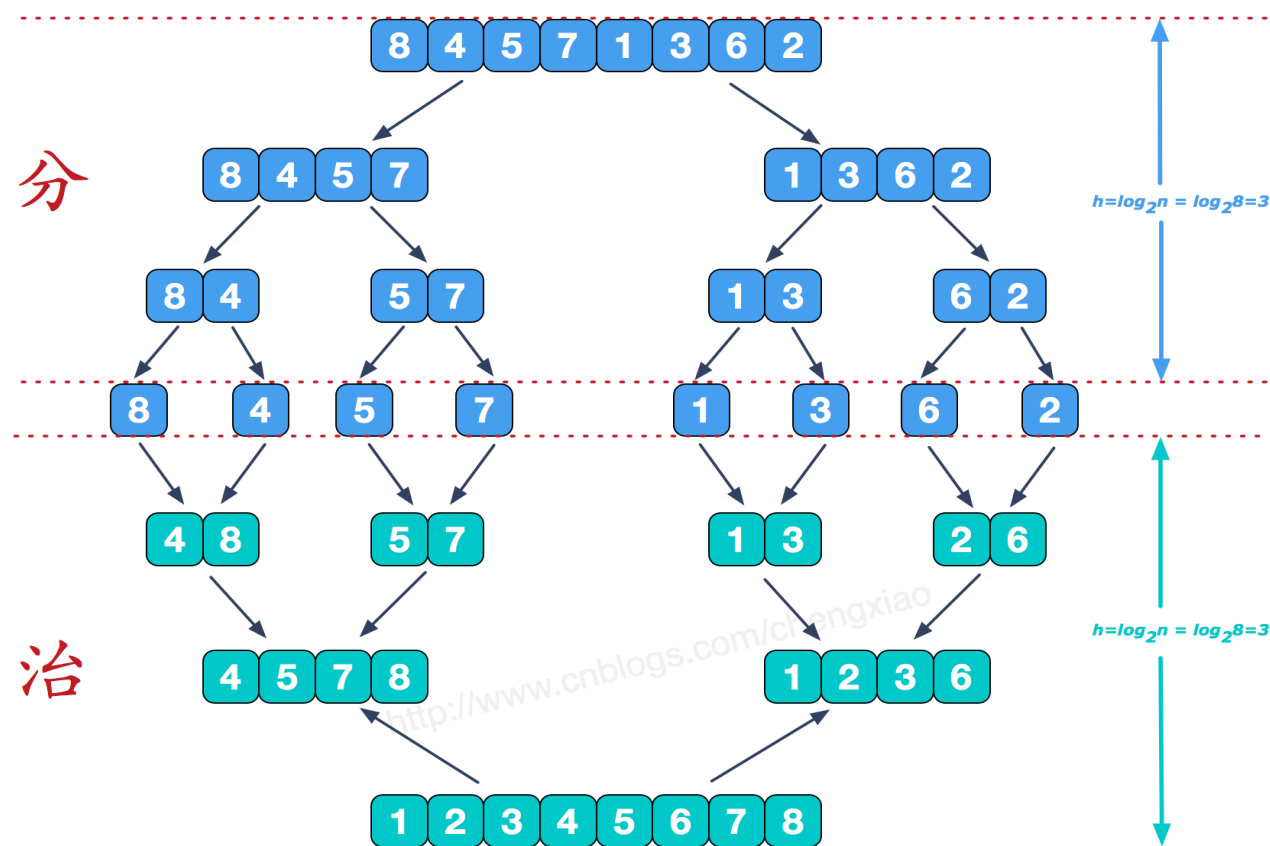 8 4 5 7 1 3 6 2
分
8 4 5 7 1 3 6 2
h=log₂n = log₂8=3
8 4 5 7 1 3 6 2
8 4 5 7 1 3 6 2
4 8 5 7 1 3 2 6
h=log₂n = log₂8=3
治
4 5 7 8 1 2 3 6
http://www.cnblogs.com/chengxiao
1 2 3 4 5 6 7 8